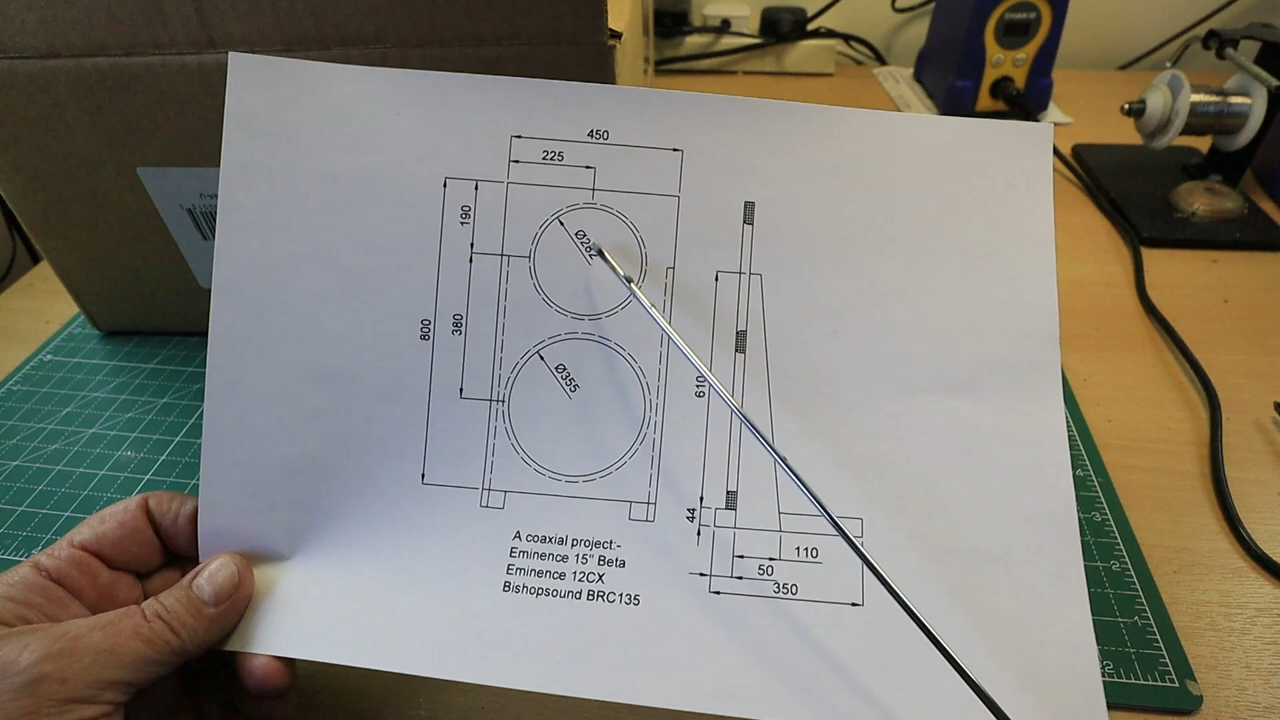 450
225
190
Ø282
380
800
Ø355
610
44
110
50
350
A coaxial project:-
Eminence 15" Beta
Eminence 12CX
Bishopsound BRC135